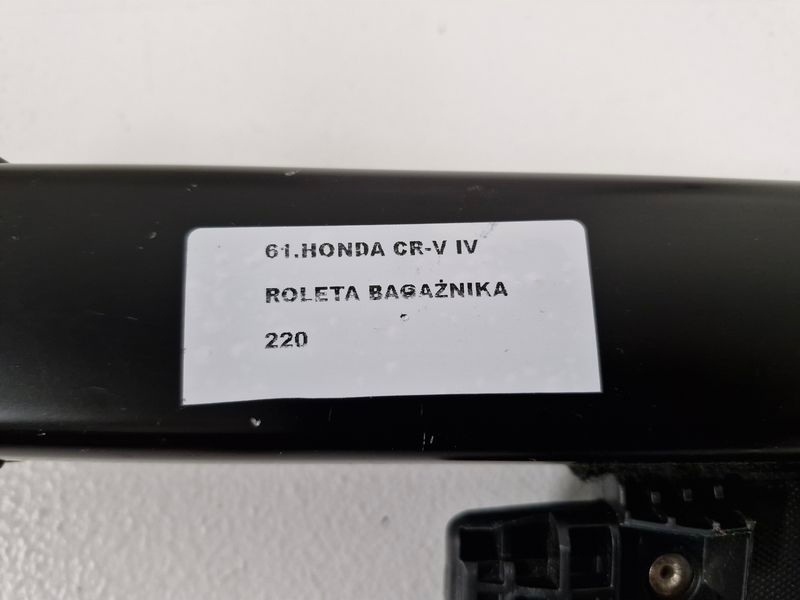 61.HONDA CR-V IV
ROLETA BAGAŻNIKA
220